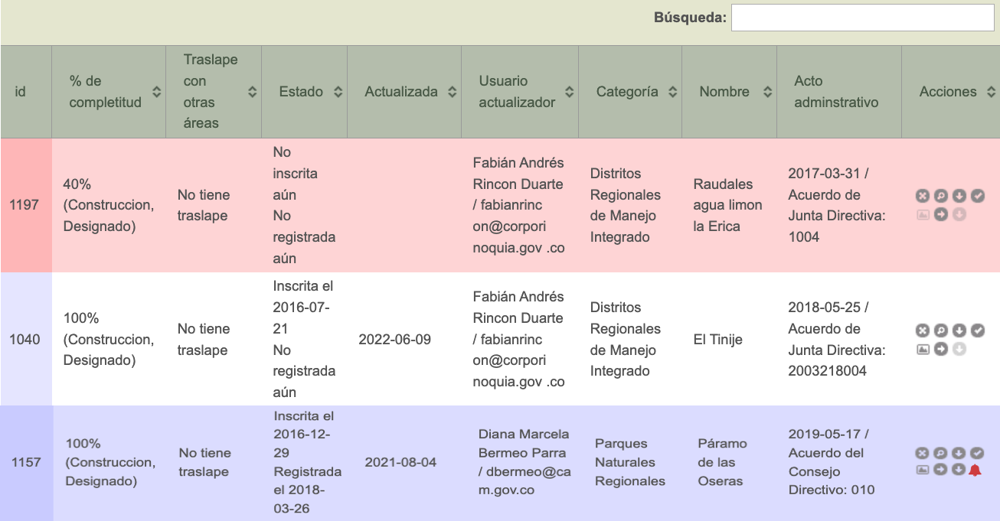 Búsqueda:
id
% de
completitud
Traslape
con
otras
áreas
Estado
Actualizada
Usuario
actualizador
Categoría
Nombre
Acto
adminstrativo
Acciones
1197
40%
(Construccion,
Designado)
No tiene
traslape
No
inscrita
aún
No
registrada
aún
Fabián Andrés
Rincon Duarte
/ fabianrinc
on@corpori
noquia.gov .co
Distritos
Regionales
de Manejo
Integrado
Raudales
agua limon
la Erica
2017-03-31 /
Acuerdo de
Junta Directiva:
1004
1040
100%
(Construccion,
Designado)
No tiene
traslape
Inscrita el
2016-07-
21
No
registrada
aún
2022-06-09
Fabián Andrés
Rincon Duarte
/ fabianrinc
on@corpori
noquia.gov .co
Distritos
Regionales
de Manejo
Integrado
El Tinije
2018-05-25 /
Acuerdo de
Junta Directiva:
2003218004
1157
100%
(Construccion,
Designado)
No tiene
traslape
Inscrita el
2016-12-
29
Registrada
el 2018-
03-26
2021-08-04
Diana Marcela
Bermeo Parra
/ dbermeo@ca
m.gov.co
Parques
Naturales
Regionales
Páramo
de las
Oseras
2019-05-17 /
Acuerdo del
Consejo
Directivo: 010